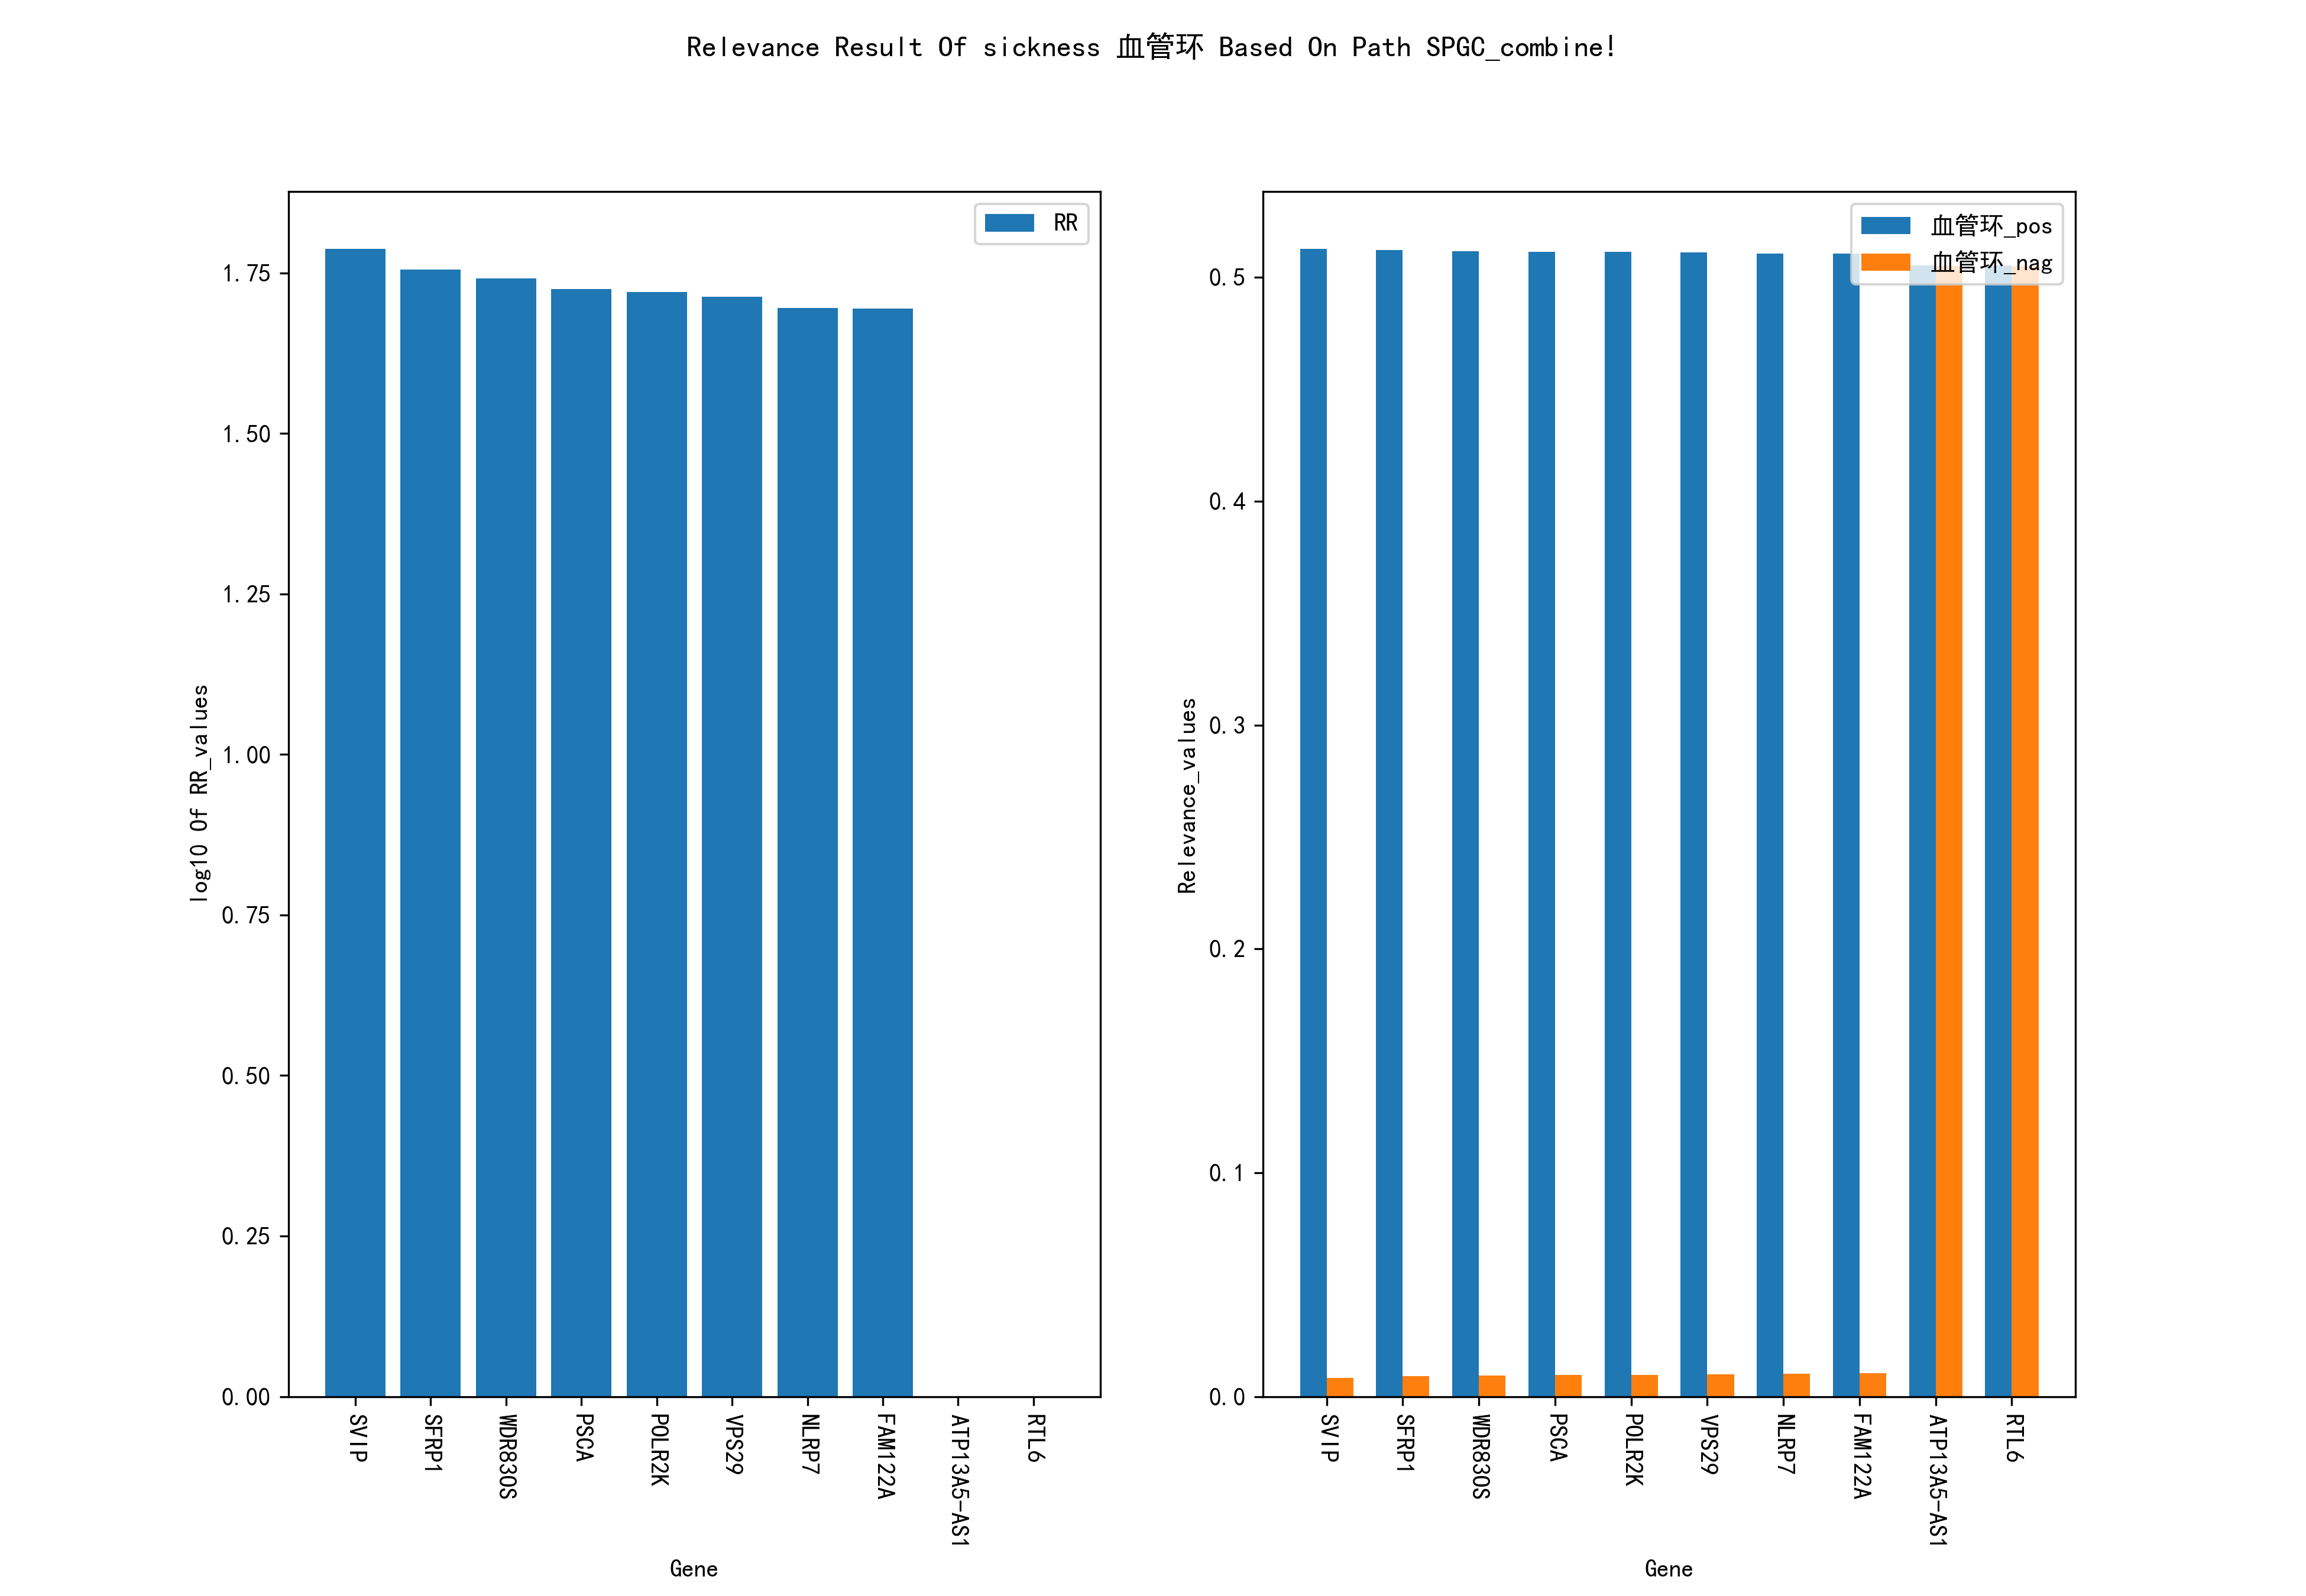 Relevance Result Of sickness 血管环 Based On Path SPGC_combine!
RR
log10 Of RR_values
1.75
1.50
1.25
1.00
0.75
0.50
0.25
0.00
SVIP
SFRP1
WDR83OS
PSCA
POLR2K
VPS29
NLRP7
FAM122A
ATP13A5-AS1
RTL6
Gene
血管环_pos
血管环_nag
Relevance_values
0.5
0.4
0.3
0.2
0.1
0.0
SVIP
SFRP1
WDR83OS
PSCA
POLR2K
VPS29
NLRP7
FAM122A
ATP13A5-AS1
RTL6
Gene